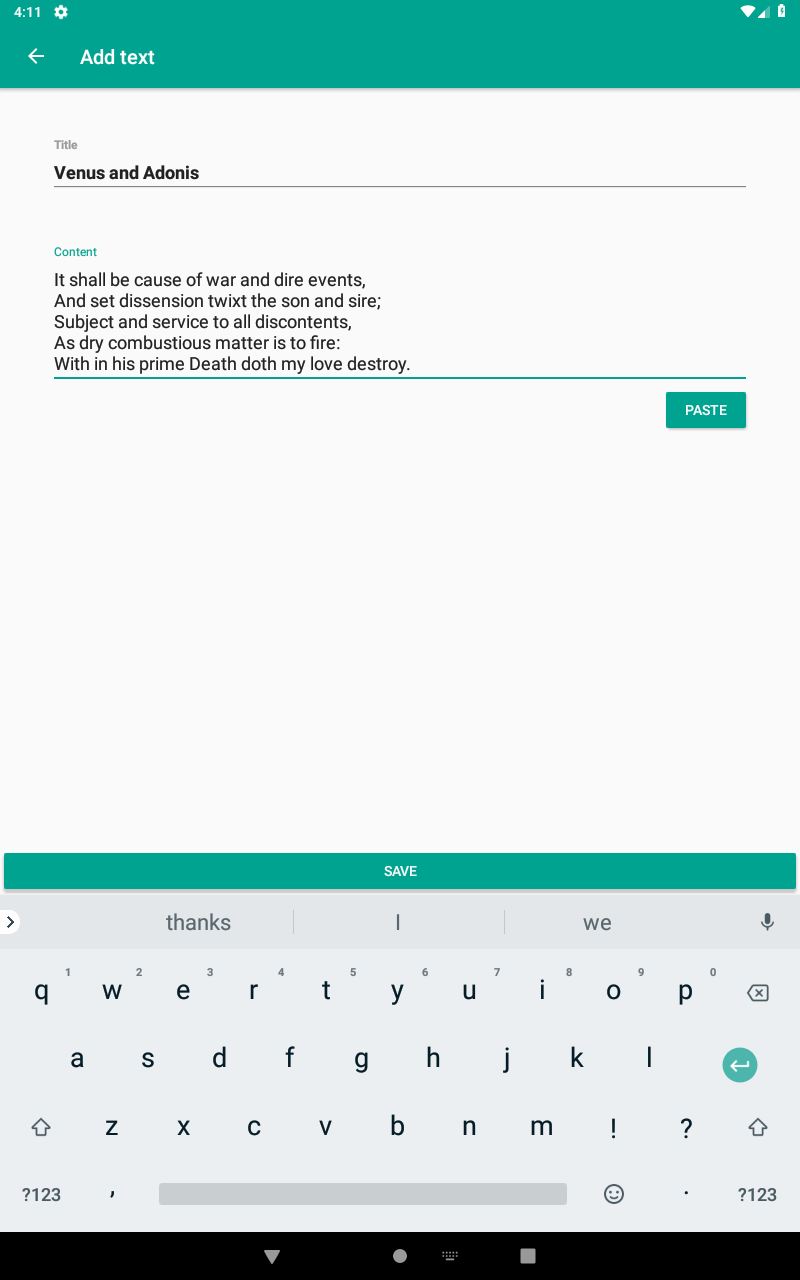 4:11
Add text
Title
Venus and Adonis
Content
It shall be cause of war and dire events,
And set dissension twixt the son and sire;
Subject and service to all discontents,
As dry combustious matter is to fire:
With in his prime Death doth my love destroy.
PASTE
SAVE
thanks I we
q 1 w 2 e 3 r 4 t 5 y 6 u 7 i 8 o 9 p 0
a s d f g h j k l
z x c v b n m ! ?
?123 , . ?123